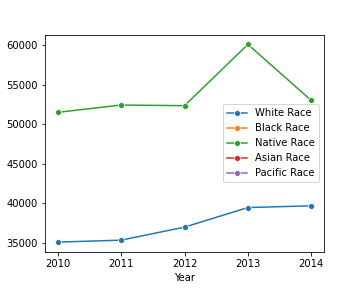 60000
55000
50000
45000
40000
35000
White Race
Black Race
Native Race
Asian Race
Pacific Race
2010 2011 2012 2013 2014
Year